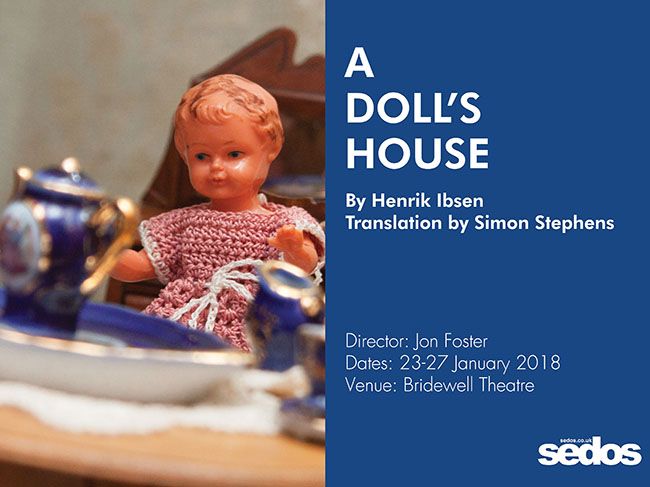 A
DOLL'S
HOUSE
By Henrik Ibsen
Translation by Simon Stephens
Director: Jon Foster
Dates: 23-27 January 2018
Venue: Bridewell Theatre
sedos.co.uk
sedos